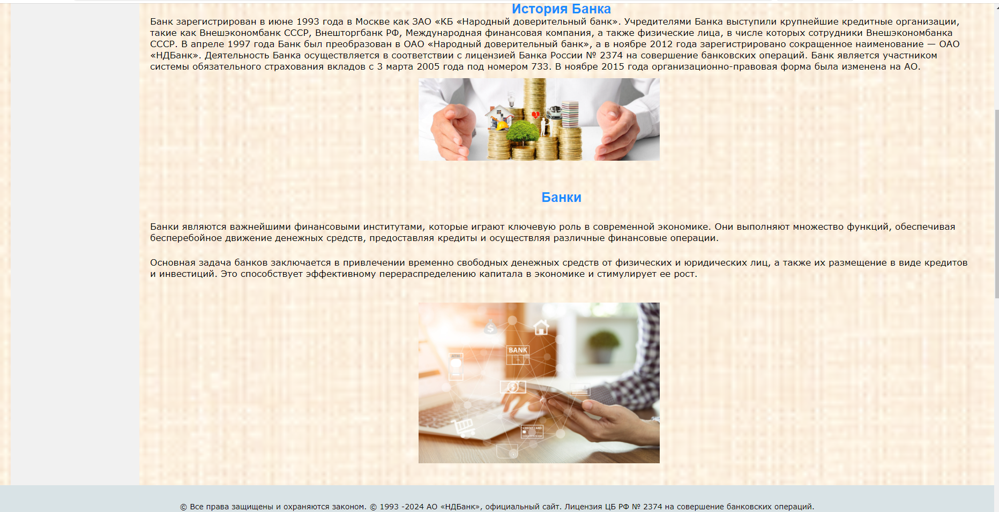 История Банка
Банк зарегистрирован в июне 1993 года в Москве как ЗАО «КБ «Народный доверительный банк». Учредителями Банка выступили крупнейшие кредитные организации,
такие как Внешэкономбанк СССР, Внешторгбанк РФ, Международная финансовая компания, а также физические лица, в числе которых сотрудники Внешэкономбанка
СССР. В апреле 1997 года Банк был преобразован в ОАО «Народный доверительный банк», а в ноябре 2012 года зарегистрировано сокращенное наименование — ОАО
«НДБанк». Деятельность Банка осуществляется в соответствии с лицензией Банка России № 2374 на совершение банковских операций. Банк является участником
системы обязательного страхования вкладов с 3 марта 2005 года под номером 733. В ноябре 2015 года организационно-правовая форма была изменена на АО.
Банки
Банки являются важнейшими финансовыми институтами, которые играют ключевую роль в современной экономике. Они выполняют множество функций, обеспечивая
бесперебойное движение денежных средств, предоставляя кредиты и осуществляя различные финансовые операции.
Основная задача банков заключается в привлечении временно свободных денежных средств от физических и юридических лиц, а также их размещение в виде кредитов
и инвестиций. Это способствует эффективному перераспределению капитала в экономике и стимулирует ее рост.
$
BANK
ATM
$
CREDIT CARD
© Все права защищены и охраняются законом. © 1993 -2024 АО «НДБанк», официальный сайт. Лицензия ЦБ РФ № 2374 на совершение банковских операций.